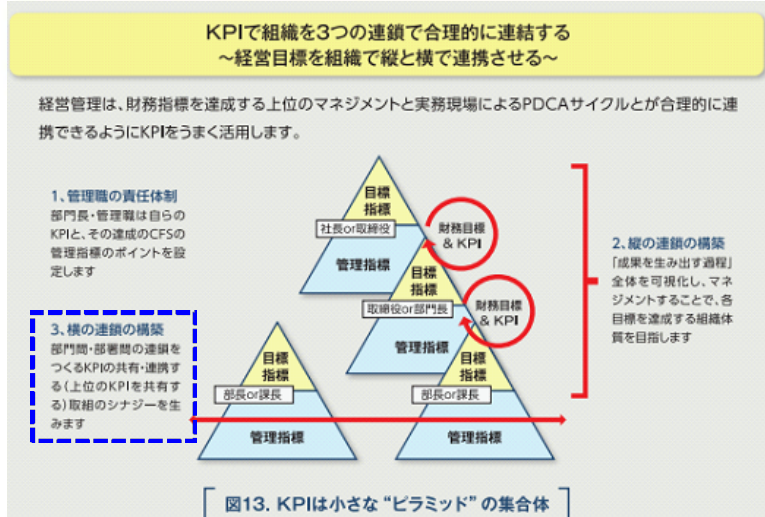 KPIで組織を3つの連鎖で合理的に連結する
~経営目標を組織で縦と横で連携させる~
経営管理は、財務指標を達成する上位のマネジメントと実務現場によるPDCAサイクルとが合理的に連
携できるようにKPIをうまく活用します。
1、管理職の責任体制
部門長・管理職は自らの
KPIと、その達成のCFSの
管理指標のポイントを設
定します
目標
指標
社長or取締役
管理指標
財務目標
& KPI
目標
指標
取締役or部門長
管理指標
財務目標
& KPI
2、縦の連鎖の構築
「成果を生み出す過程」
全体を可視化し、マネ
ジメントすることで、各
目標を達成する組織体
質を目指します
3、横の連鎖の構築
部門間・部署間の連鎖を
つくるKPIの共有・連携す
る(上位のKPIを共有す
る)取組のシナジーを生
みます
目標
指標
部長or課長
管理指標
目標
指標
部長or課長
管理指標
図13. KPIは小さな“ピラミッド”の集合体